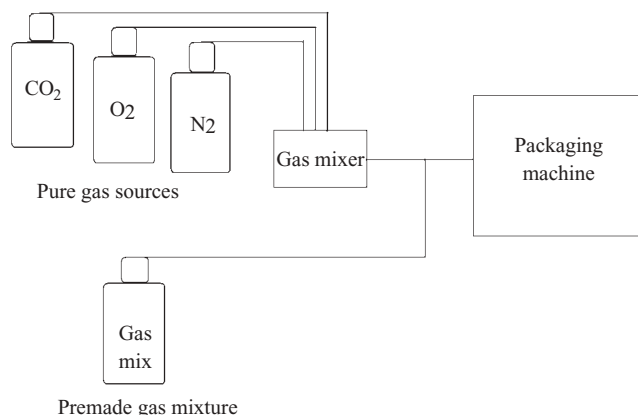 CO₂
O2
N2
Pure gas sources
Gas mixer
Packaging
machine
Gas
mix
Premade gas mixture